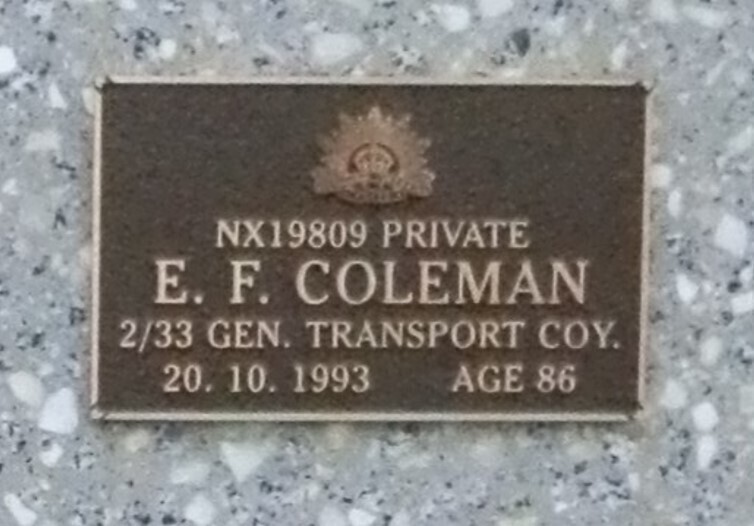 NX19809 PRIVATE
E. F. COLEMAN
2/33 GEN. TRANSPORT COY.
20. 10. 1993 AGE 86